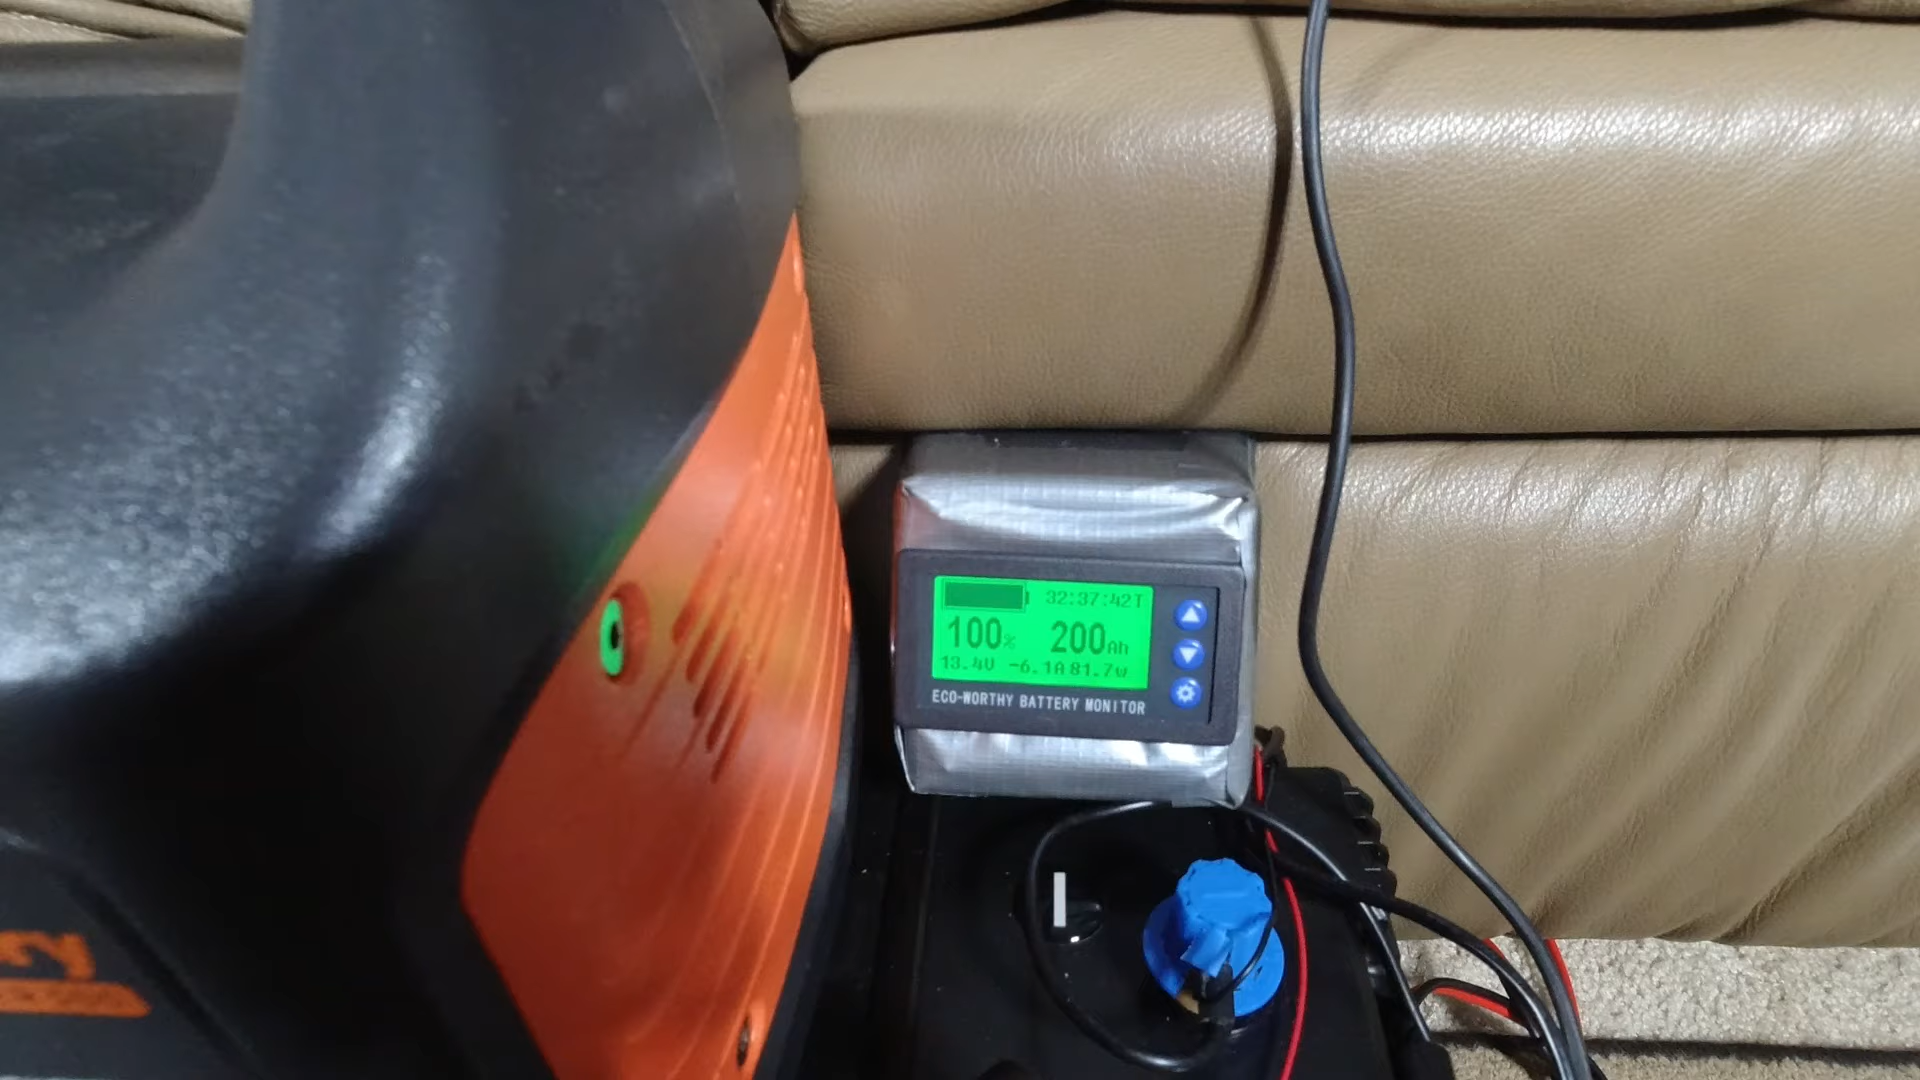 32:37:42T
100% 200Ah
13.4V -6.1A 81.7w
ECO-WORTHY BATTERY MONITOR